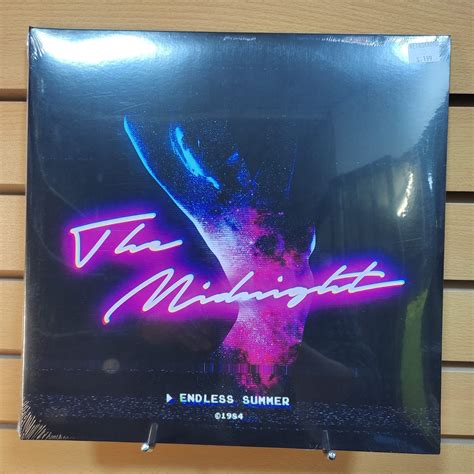 The
Midnight
▶ ENDLESS SUMMER
©1984